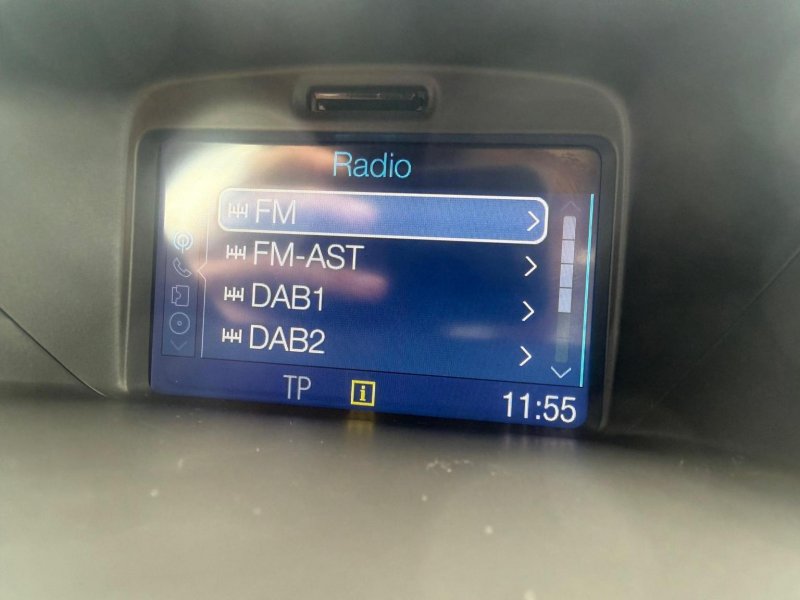 Radio
FM
FM-AST
DAB1
DAB2
TP i 11:55